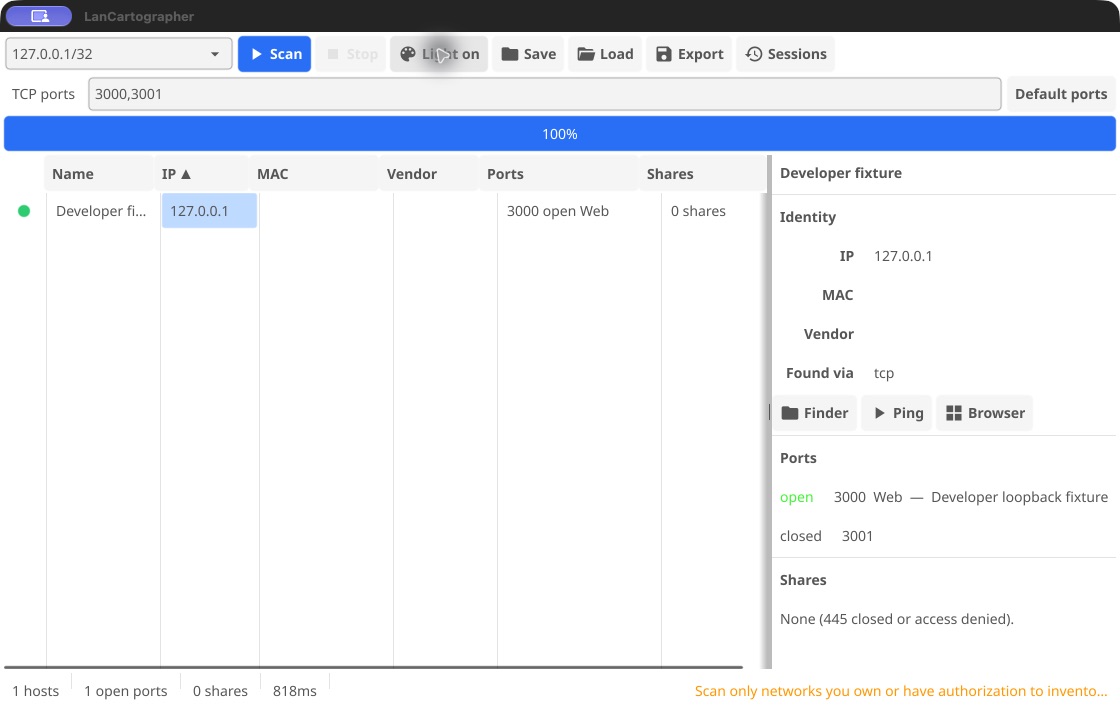 LanCartographer
127.0.0.1/32 Scan Stop Light on Save Load Export Sessions
TCP ports 3000,3001 Default ports
100%
Name IP ▲ MAC Vendor Ports Shares
Developer fi... 127.0.0.1 3000 open Web 0 shares
Developer fixture
Identity
IP 127.0.0.1
MAC
Vendor
Found via tcp
Finder Ping Browser
Ports
open 3000 Web — Developer loopback fixture
closed 3001
Shares
None (445 closed or access denied).
1 hosts 1 open ports 0 shares 818ms Scan only networks you own or have authorization to invento...